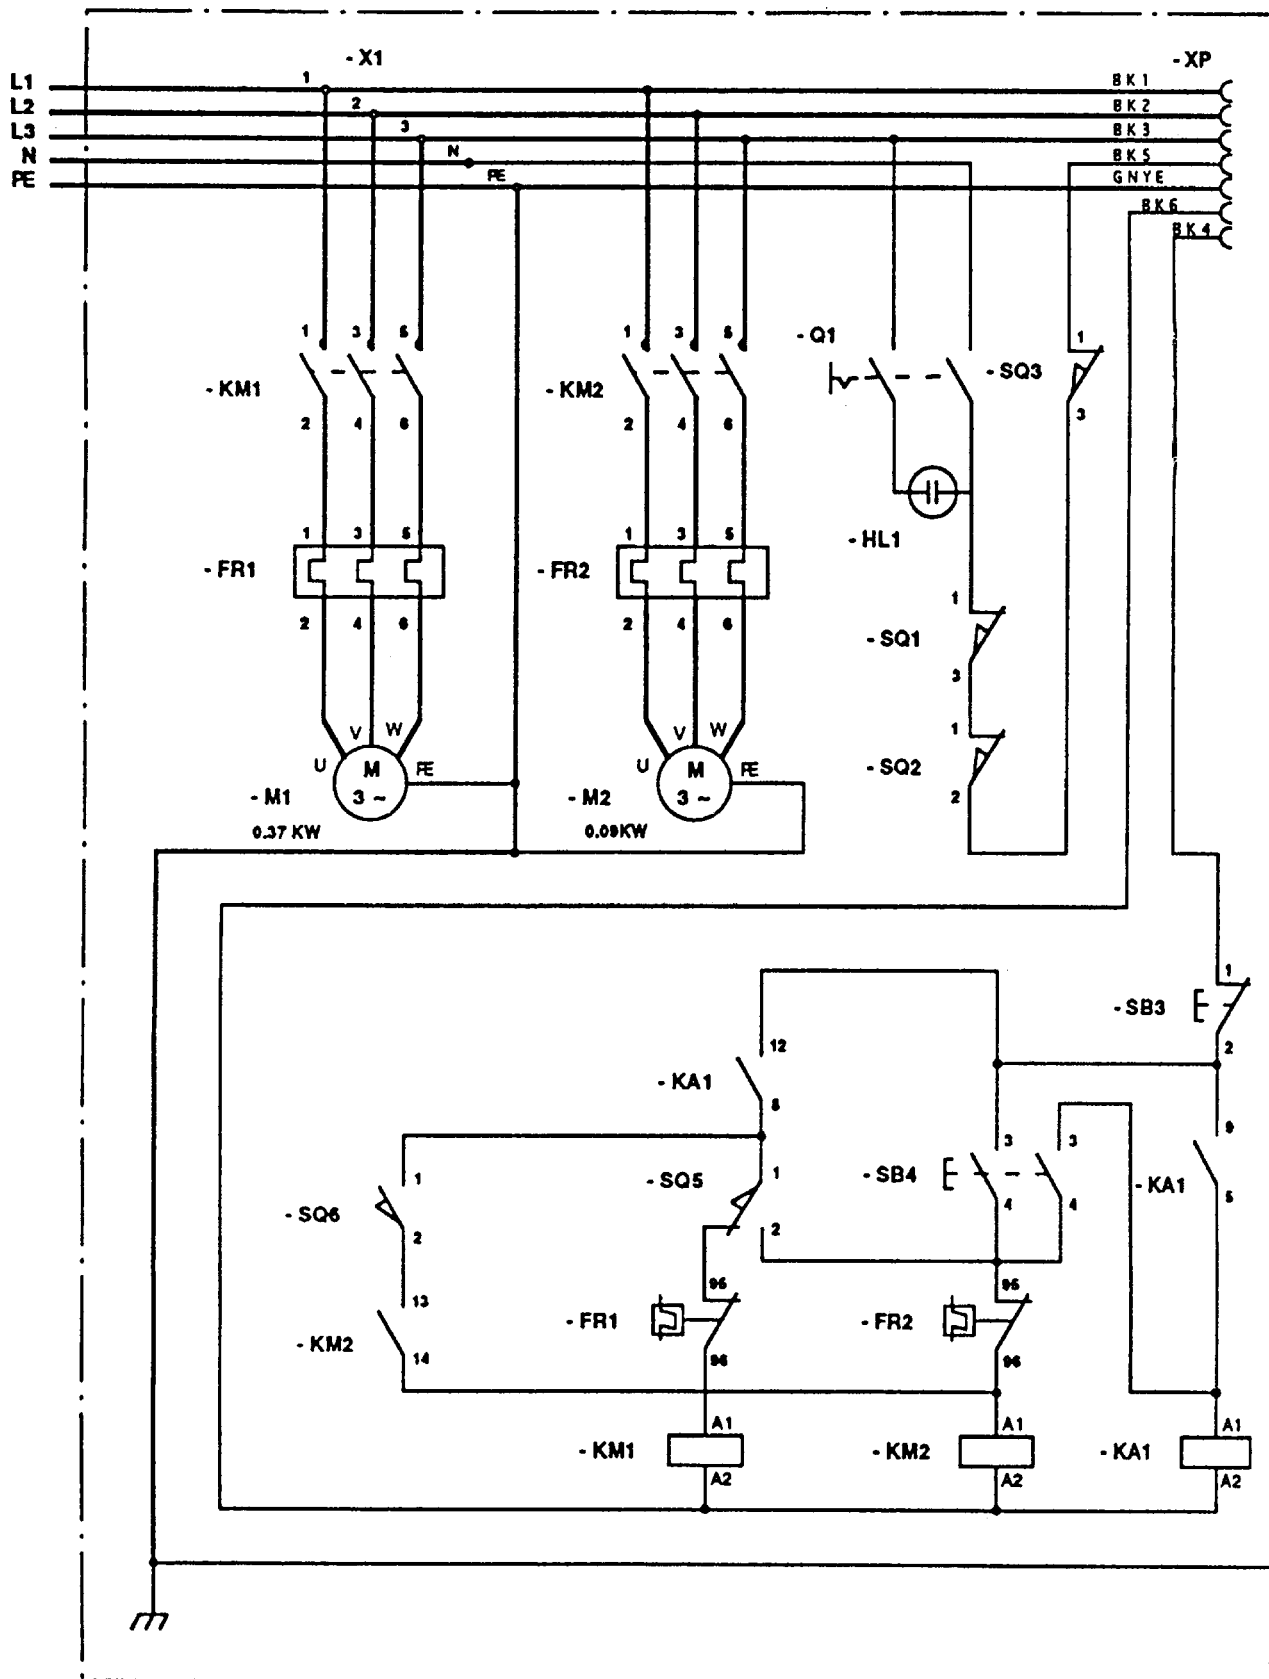 - X1
- XP
L1
1
BK1
L2
2
BK2
L3
3
BK3
N
N
BK5
PE
PE
GNYE
BK6
BK4
1
3
5
1
3
5
- Q1
1
- KM1
- KM2
- SQ3
2
4
6
2
4
6
3
1
3
5
1
3
5
- HL1
- FR1
- FR2
2
4
6
2
4
6
1
- SQ1
3
U
V
W
PE
U
V
W
PE
1
M
3 ~
M
3 ~
- SQ2
- M1
- M2
2
0.37 KW
0.09KW
1
- SB3
2
12
- KA1
8
9
3
3
1
- SQ5
1
- SB4
- KA1
- SQ6
4
4
5
2
2
13
95
95
- KM2
- FR1
- FR2
14
96
96
A1
A1
A1
- KM1
- KM2
- KA1
A2
A2
A2